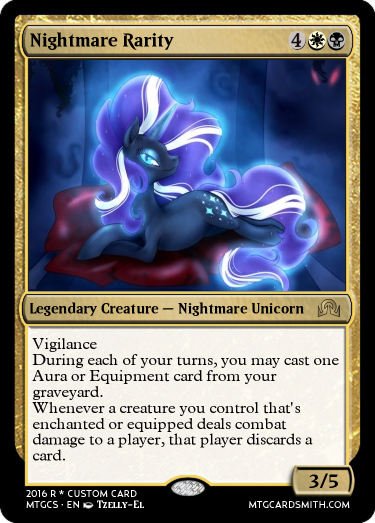 Nightmare Rarity 4
Legendary Creature — Nightmare Unicorn
Vigilance
During each of your turns, you may cast one
Aura or Equipment card from your
graveyard.
Whenever a creature you control that's
enchanted or equipped deals combat
damage to a player, that player discards a
card.
3/5
2016 R * CUSTOM CARD
MTGCS · EN Tzelly-El
MTGCARDSMITH.COM